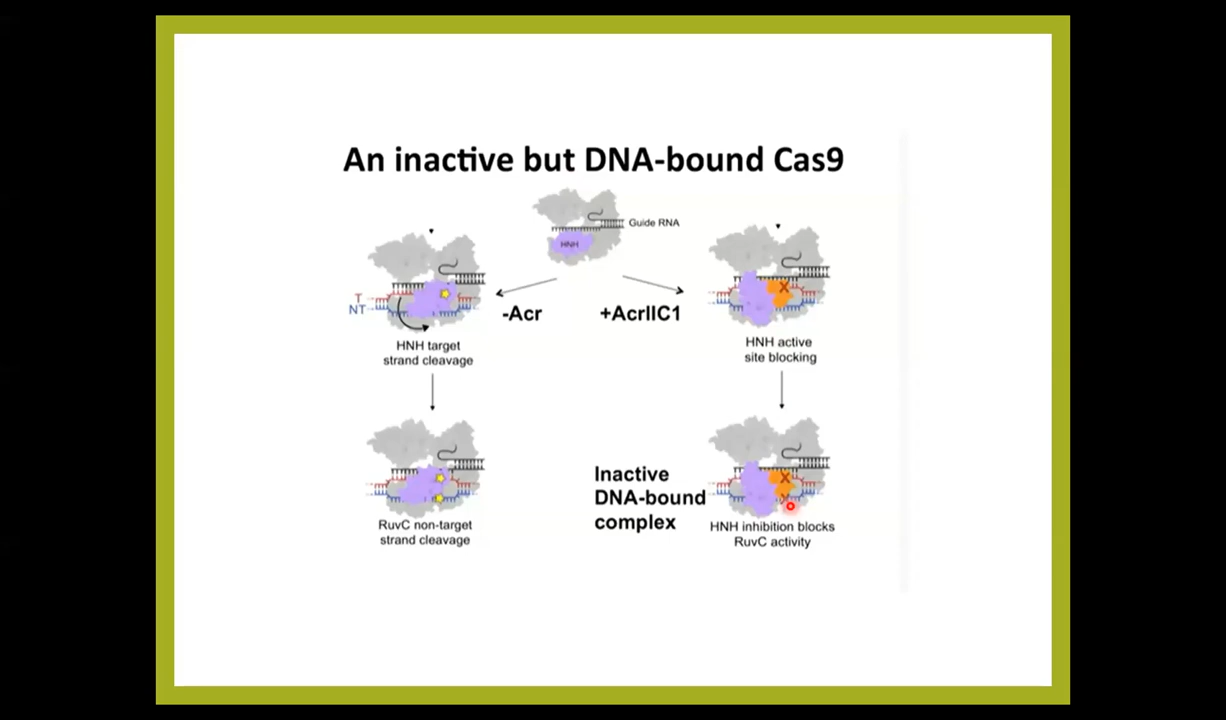 An inactive but DNA-bound Cas9
Guide RNA
HNH
T
NT
-Acr
+AcrIIC1
HNH target
strand cleavage
HNH active
site blocking
X
RuvC non-target
strand cleavage
Inactive
DNA-bound
complex
X
X
HNH inhibition blocks
RuvC activity